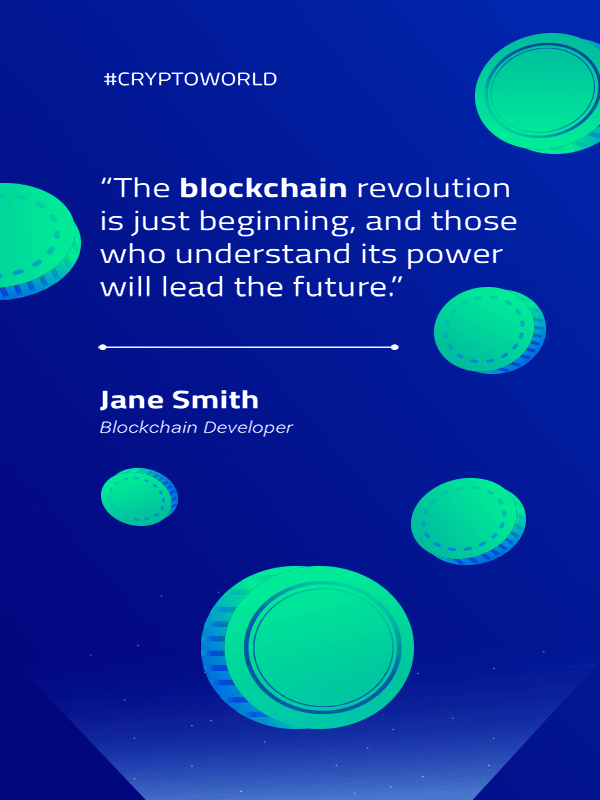 #CRYPTOWORLD
“The blockchain revolution
is just beginning, and those
who understand its power
will lead the future.”
Jane Smith
Blockchain Developer